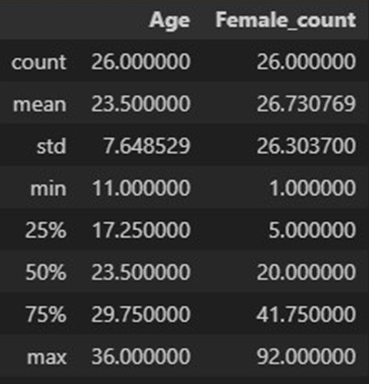 Age Female_count
count 26.000000 26.000000
mean 23.500000 26.730769
std 7.648529 26.303700
min 11.000000 1.000000
25% 17.250000 5.000000
50% 23.500000 20.000000
75% 29.750000 41.750000
max 36.000000 92.000000